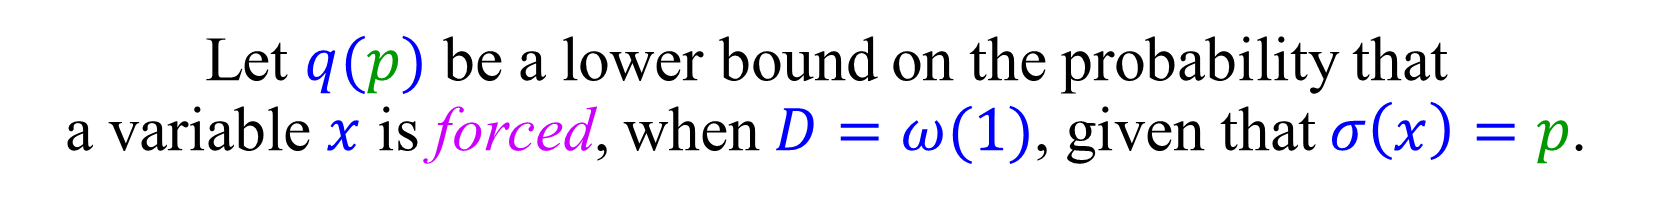 Let q(p) be a lower bound on the probability that
a variable x is forced, when D = ω(1), given that σ(x) = p.